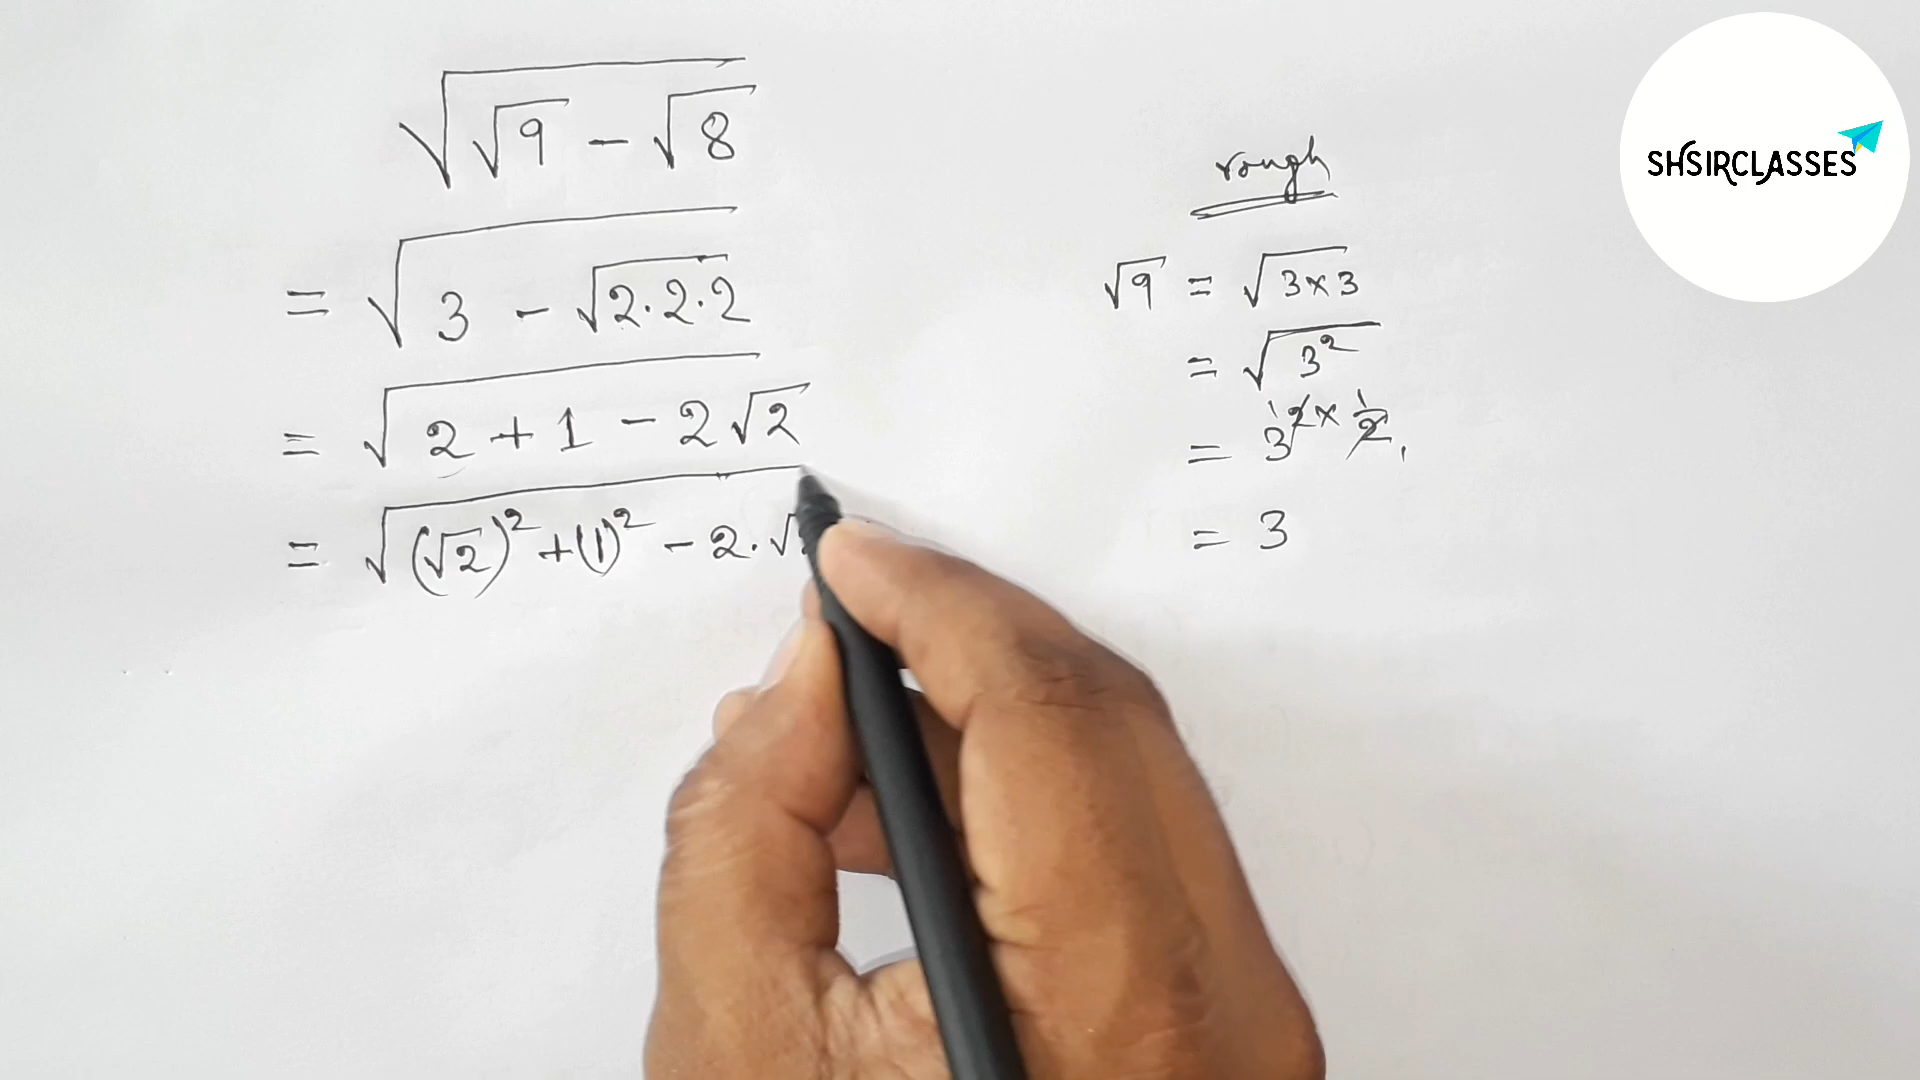 √(√9 − √8)
= √(3 − √(2·2·2))
= √(2 + 1 − 2√2)
= √((√2)² + (1)² − 2·√
rough
√9 = √(3×3)
= √(3²)
= 3^(2 × 1/2)
= 3
SHSIRCLASSES